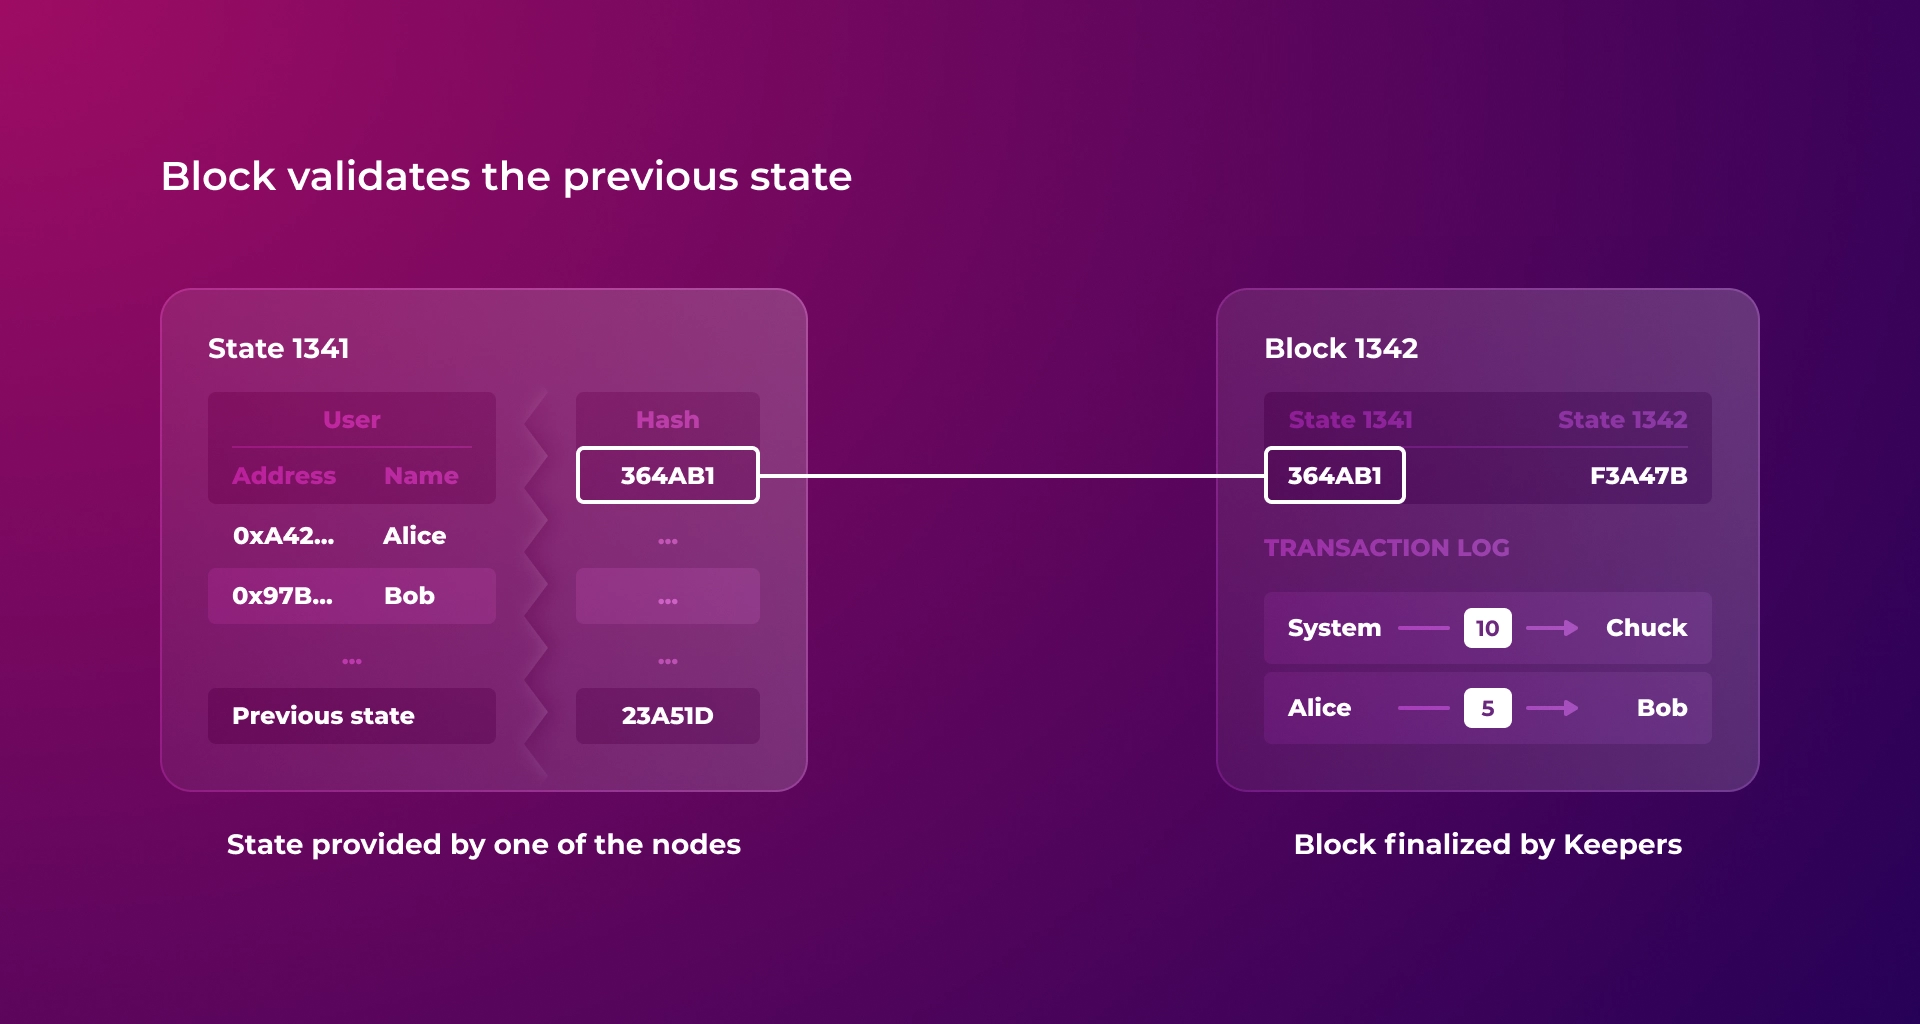 Block validates the previous state
State 1341
User
Hash
Address Name
364AB1
0xA42... Alice
...
0x97B... Bob
...
...
...
Previous state
23A51D
State provided by one of the nodes
Block 1342
State 1341 State 1342
364AB1 F3A47B
TRANSACTION LOG
System 10 Chuck
Alice 5 Bob
Block finalized by Keepers